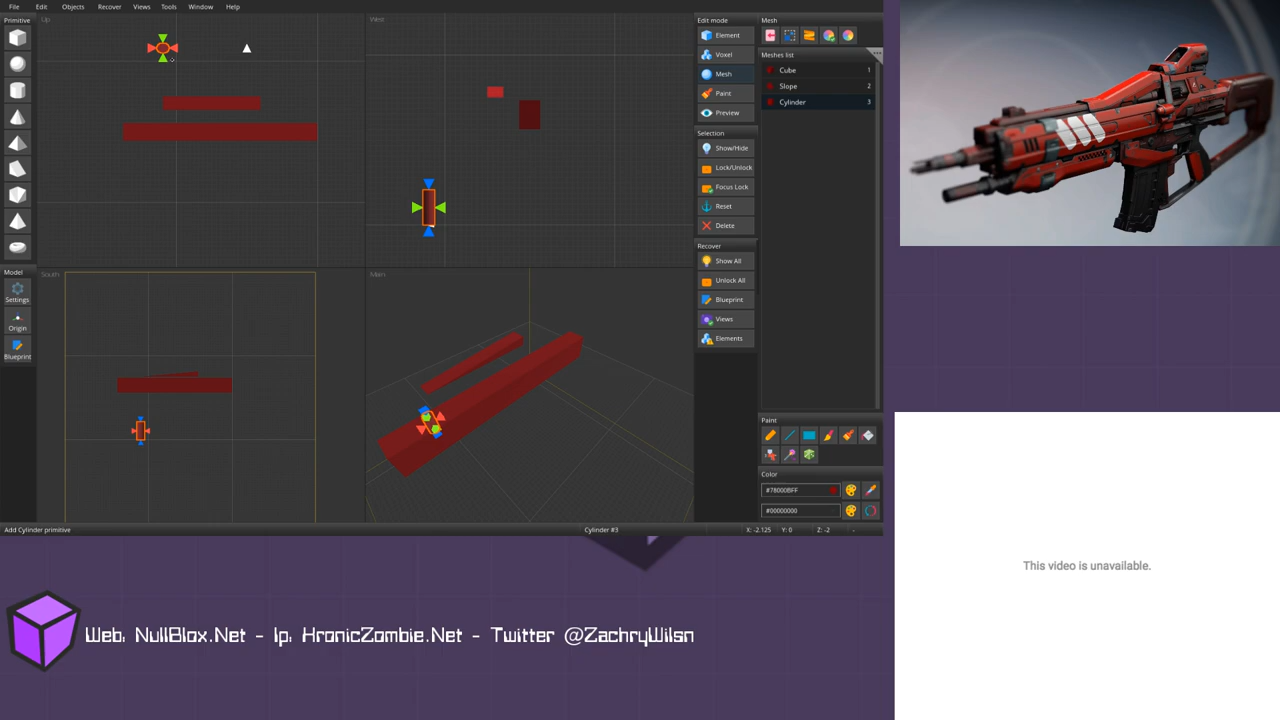 File Edit Objects Recover Views Tools Window Help
Primitive
Up
West
South
Main
Model
Settings
Origin
Blueprint
Edit mode
Element
Voxel
Mesh
Paint
Preview
Selection
Show/Hide
Lock/Unlock
Focus Lock
Reset
Delete
Recover
Show All
Unlock All
Blueprint
Views
Elements
Mesh
Meshes list
Cube 1
Slope 2
Cylinder 3
Paint
Color
#78000BFF
#00000000
Add Cylinder primitive Cylinder #3 X: -2.125 Y: 0 Z: -2 -
This video is unavailable.
Web: NullBlox.Net - Ip: HronicZombie.Net - Twitter @ZachryWilsn